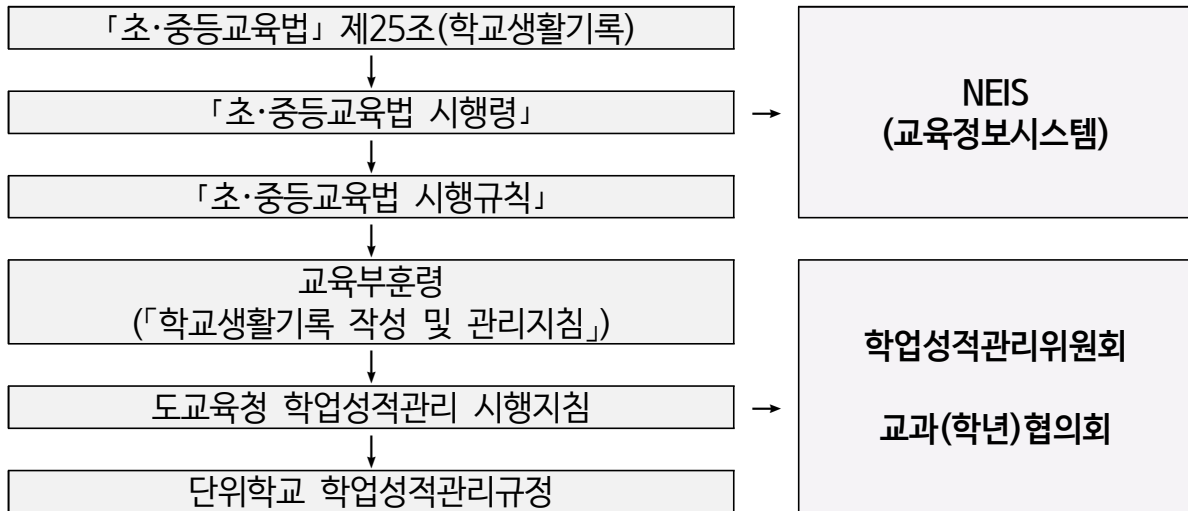 「초·중등교육법」 제25조(학교생활기록)
「초·중등교육법 시행령」
「초·중등교육법 시행규칙」
교육부훈령
(「학교생활기록 작성 및 관리지침」)
도교육청 학업성적관리 시행지침
단위학교 학업성적관리규정
NEIS
(교육정보시스템)
학업성적관리위원회
교과(학년)협의회